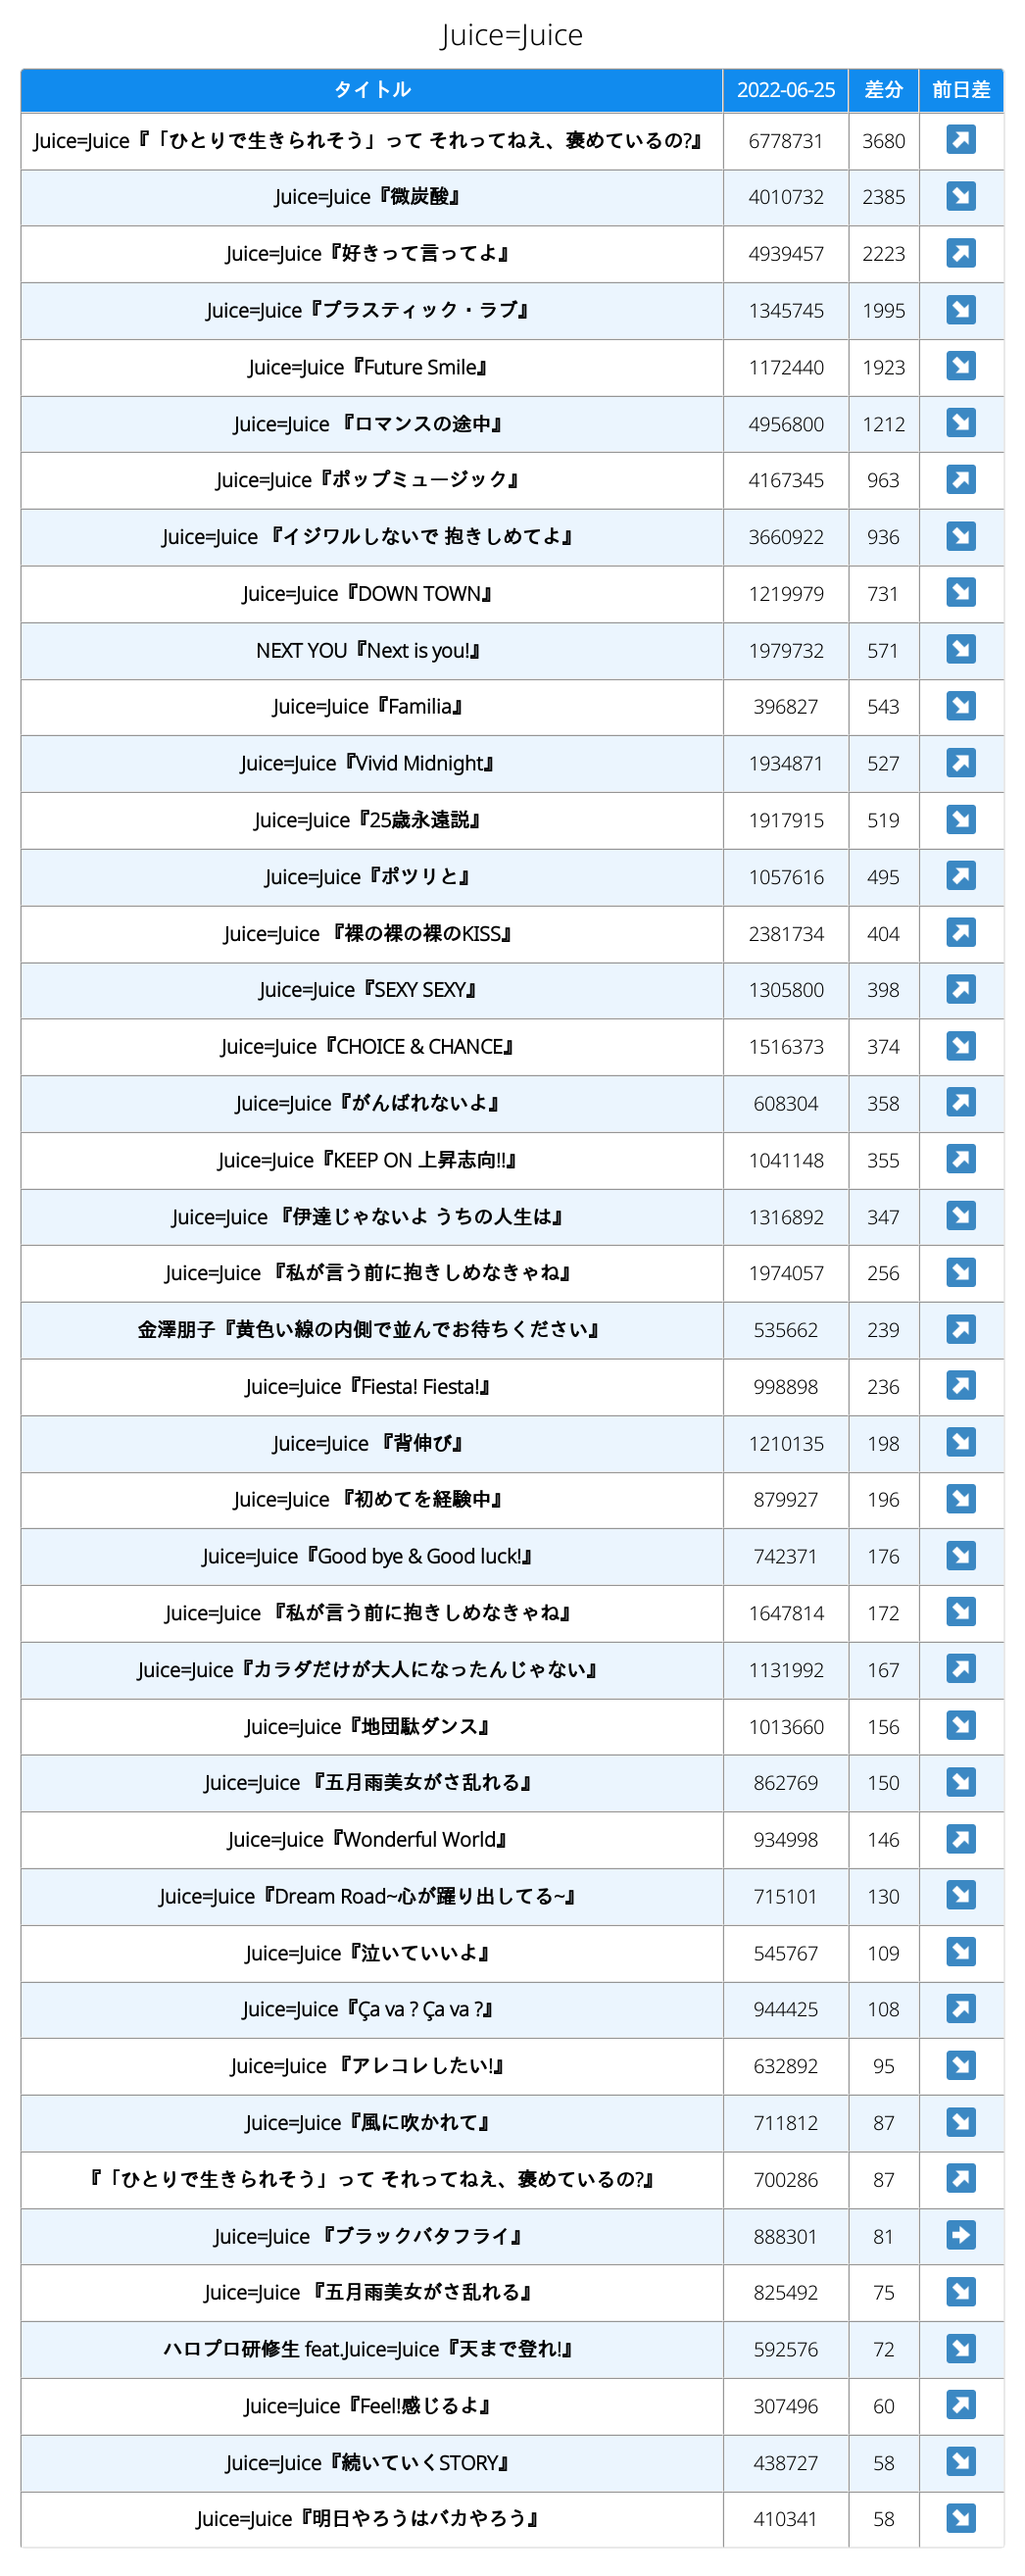 Juice=Juice
タイトル 2022-06-25 差分 前日差
Juice=Juice『「ひとりで生きられそう」って それってねえ、褒めているの?』 6778731 3680 ↗
Juice=Juice『微炭酸』 4010732 2385 ↘
Juice=Juice『好きって言ってよ』 4939457 2223 ↗
Juice=Juice『プラスティック・ラブ』 1345745 1995 ↘
Juice=Juice『Future Smile』 1172440 1923 ↘
Juice=Juice 『ロマンスの途中』 4956800 1212 ↘
Juice=Juice『ポップミュージック』 4167345 963 ↗
Juice=Juice 『イジワルしないで 抱きしめてよ』 3660922 936 ↘
Juice=Juice『DOWN TOWN』 1219979 731 ↘
NEXT YOU『Next is you!』 1979732 571 ↘
Juice=Juice『Familia』 396827 543 ↘
Juice=Juice『Vivid Midnight』 1934871 527 ↗
Juice=Juice『25歳永遠説』 1917915 519 ↘
Juice=Juice『ポツリと』 1057616 495 ↗
Juice=Juice 『裸の裸の裸のKISS』 2381734 404 ↗
Juice=Juice『SEXY SEXY』 1305800 398 ↗
Juice=Juice『CHOICE & CHANCE』 1516373 374 ↘
Juice=Juice『がんばれないよ』 608304 358 ↗
Juice=Juice『KEEP ON 上昇志向!!』 1041148 355 ↗
Juice=Juice 『伊達じゃないよ うちの人生は』 1316892 347 ↘
Juice=Juice 『私が言う前に抱きしめなきゃね』 1974057 256 ↘
金澤朋子『黄色い線の内側で並んでお待ちください』 535662 239 ↗
Juice=Juice『Fiesta! Fiesta!』 998898 236 ↗
Juice=Juice 『背伸び』 1210135 198 ↘
Juice=Juice 『初めてを経験中』 879927 196 ↘
Juice=Juice『Good bye & Good luck!』 742371 176 ↘
Juice=Juice 『私が言う前に抱きしめなきゃね』 1647814 172 ↘
Juice=Juice『カラダだけが大人になったんじゃない』 1131992 167 ↗
Juice=Juice『地団駄ダンス』 1013660 156 ↘
Juice=Juice 『五月雨美女がさ乱れる』 862769 150 ↘
Juice=Juice『Wonderful World』 934998 146 ↗
Juice=Juice『Dream Road~心が躍り出してる~』 715101 130 ↘
Juice=Juice『泣いていいよ』 545767 109 ↘
Juice=Juice『Ça va ? Ça va ?』 944425 108 ↗
Juice=Juice 『アレコレしたい!』 632892 95 ↘
Juice=Juice『風に吹かれて』 711812 87 ↘
『「ひとりで生きられそう」って それってねえ、褒めているの?』 700286 87 ↗
Juice=Juice 『ブラックバタフライ』 888301 81 ➡
Juice=Juice 『五月雨美女がさ乱れる』 825492 75 ↘
ハロプロ研修生 feat.Juice=Juice『天まで登れ!』 592576 72 ↘
Juice=Juice『Feel!感じるよ』 307496 60 ↗
Juice=Juice『続いていくSTORY』 438727 58 ↘
Juice=Juice『明日やろうはバカやろう』 410341 58 ↘